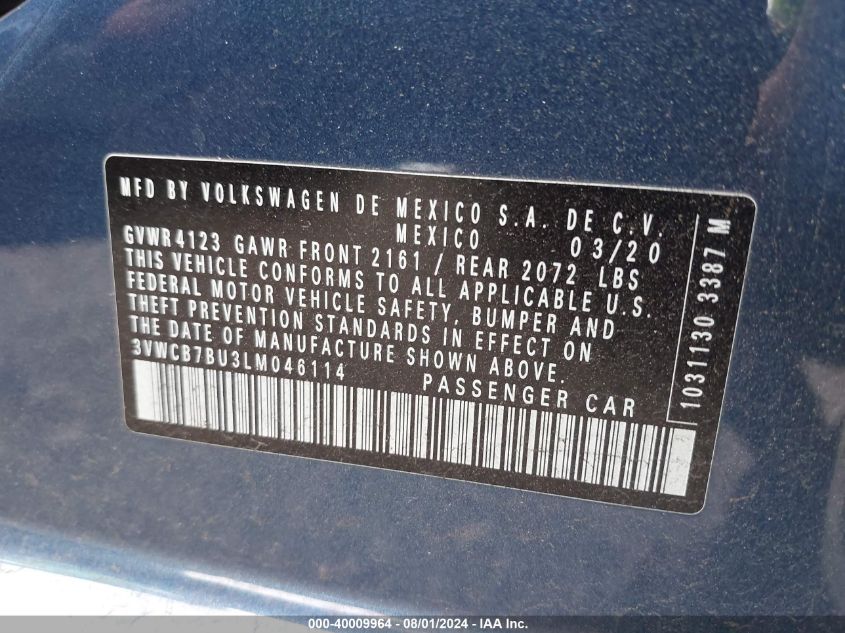 MFD BY VOLKSWAGEN DE MEXICO S.A. DE C.V.
MEXICO 03/20
GVWR4123 GAWR FRONT 2161 / REAR 2072 LBS
THIS VEHICLE CONFORMS TO ALL APPLICABLE U.S.
FEDERAL MOTOR VEHICLE SAFETY, BUMPER AND
THEFT PREVENTION STANDARDS IN EFFECT ON
THE DATE OF MANUFACTURE SHOWN ABOVE.
3VWCB7BU3LM046114 PASSENGER CAR
1031130 3387 M
000-40009964 - 08/01/2024 - IAA Inc.